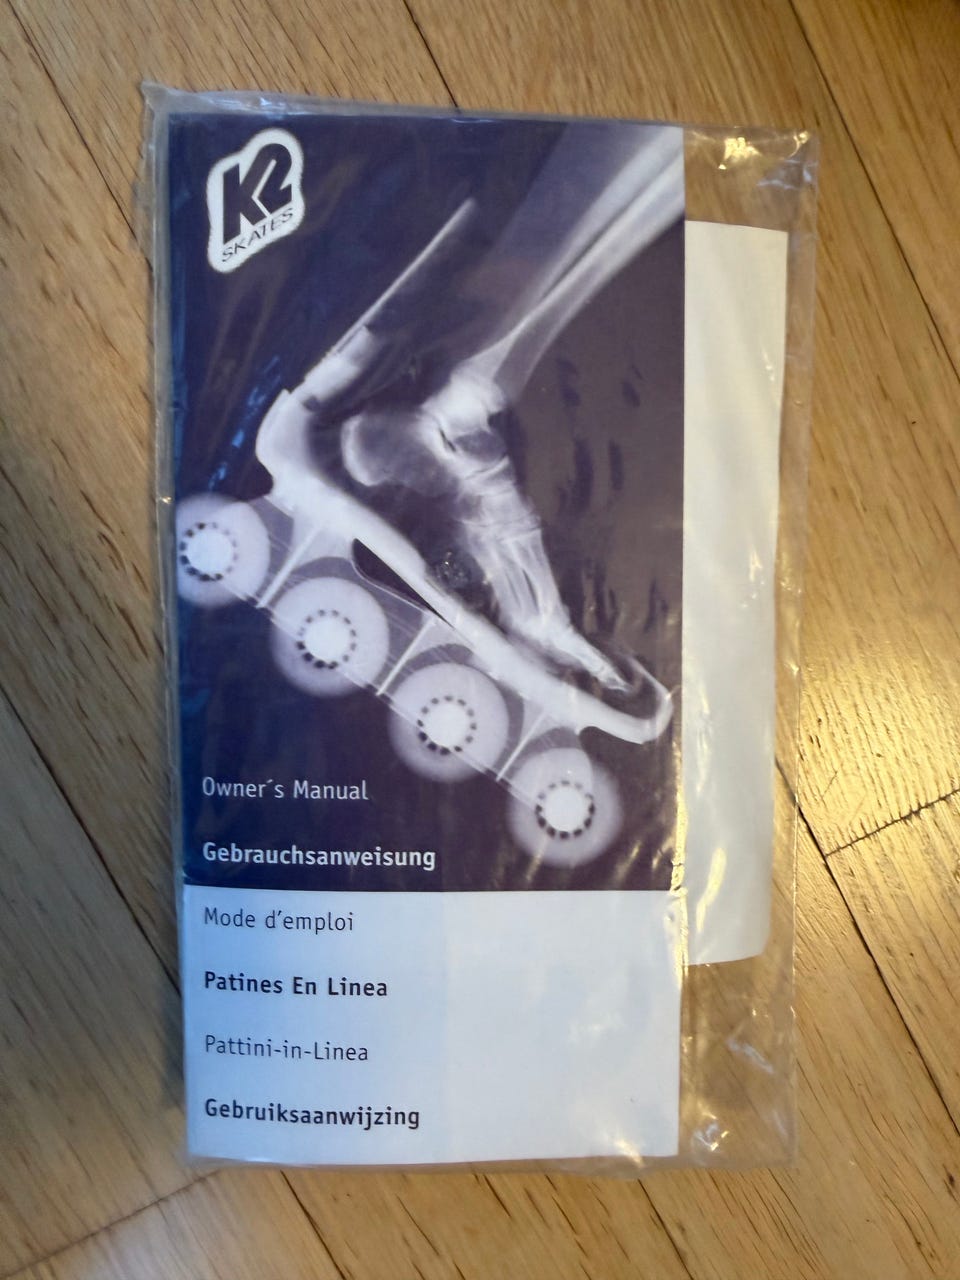 K2
SKATES
Owner´s Manual
Gebrauchsanweisung
Mode d'emploi
Patines En Linea
Pattini-in-Linea
Gebruiksaanwijzing